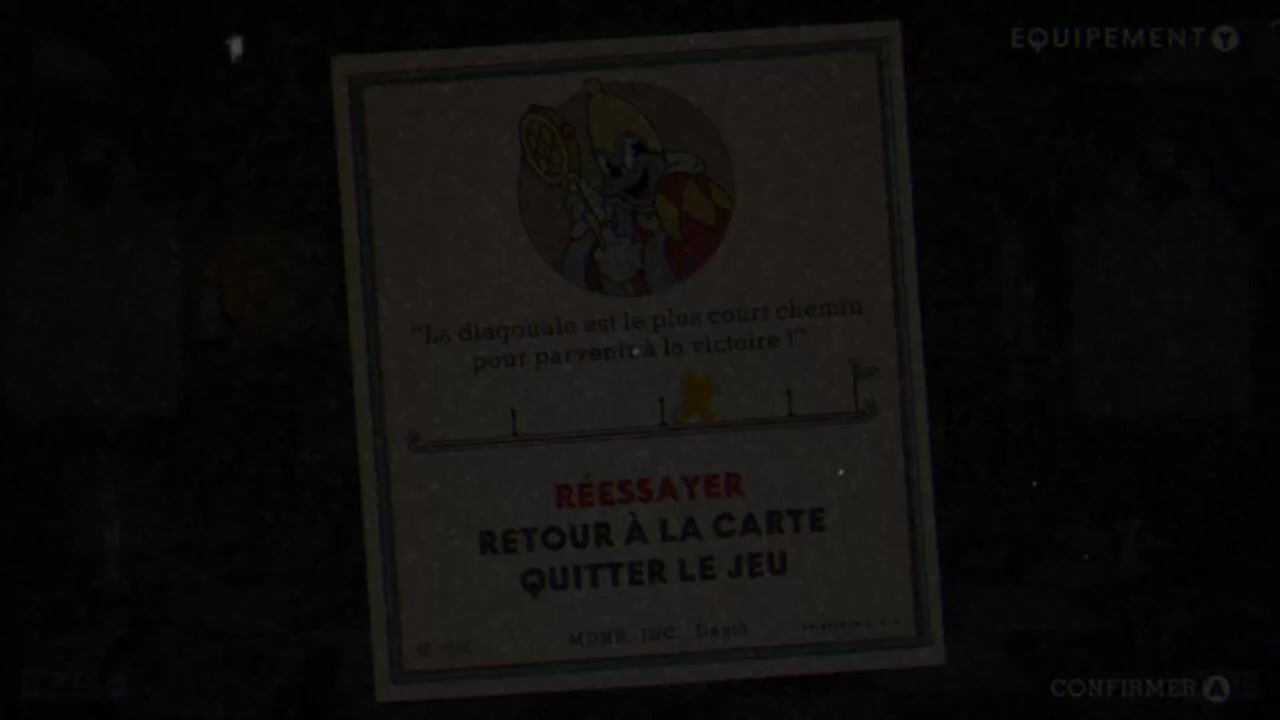 EQUIPEMENT Y
"La diagonale est le plus court chemin
pour parvenir à la victoire !"
RÉESSAYER
RETOUR À LA CARTE
QUITTER LE JEU
MDHR, INC. Death
CONFIRMER A